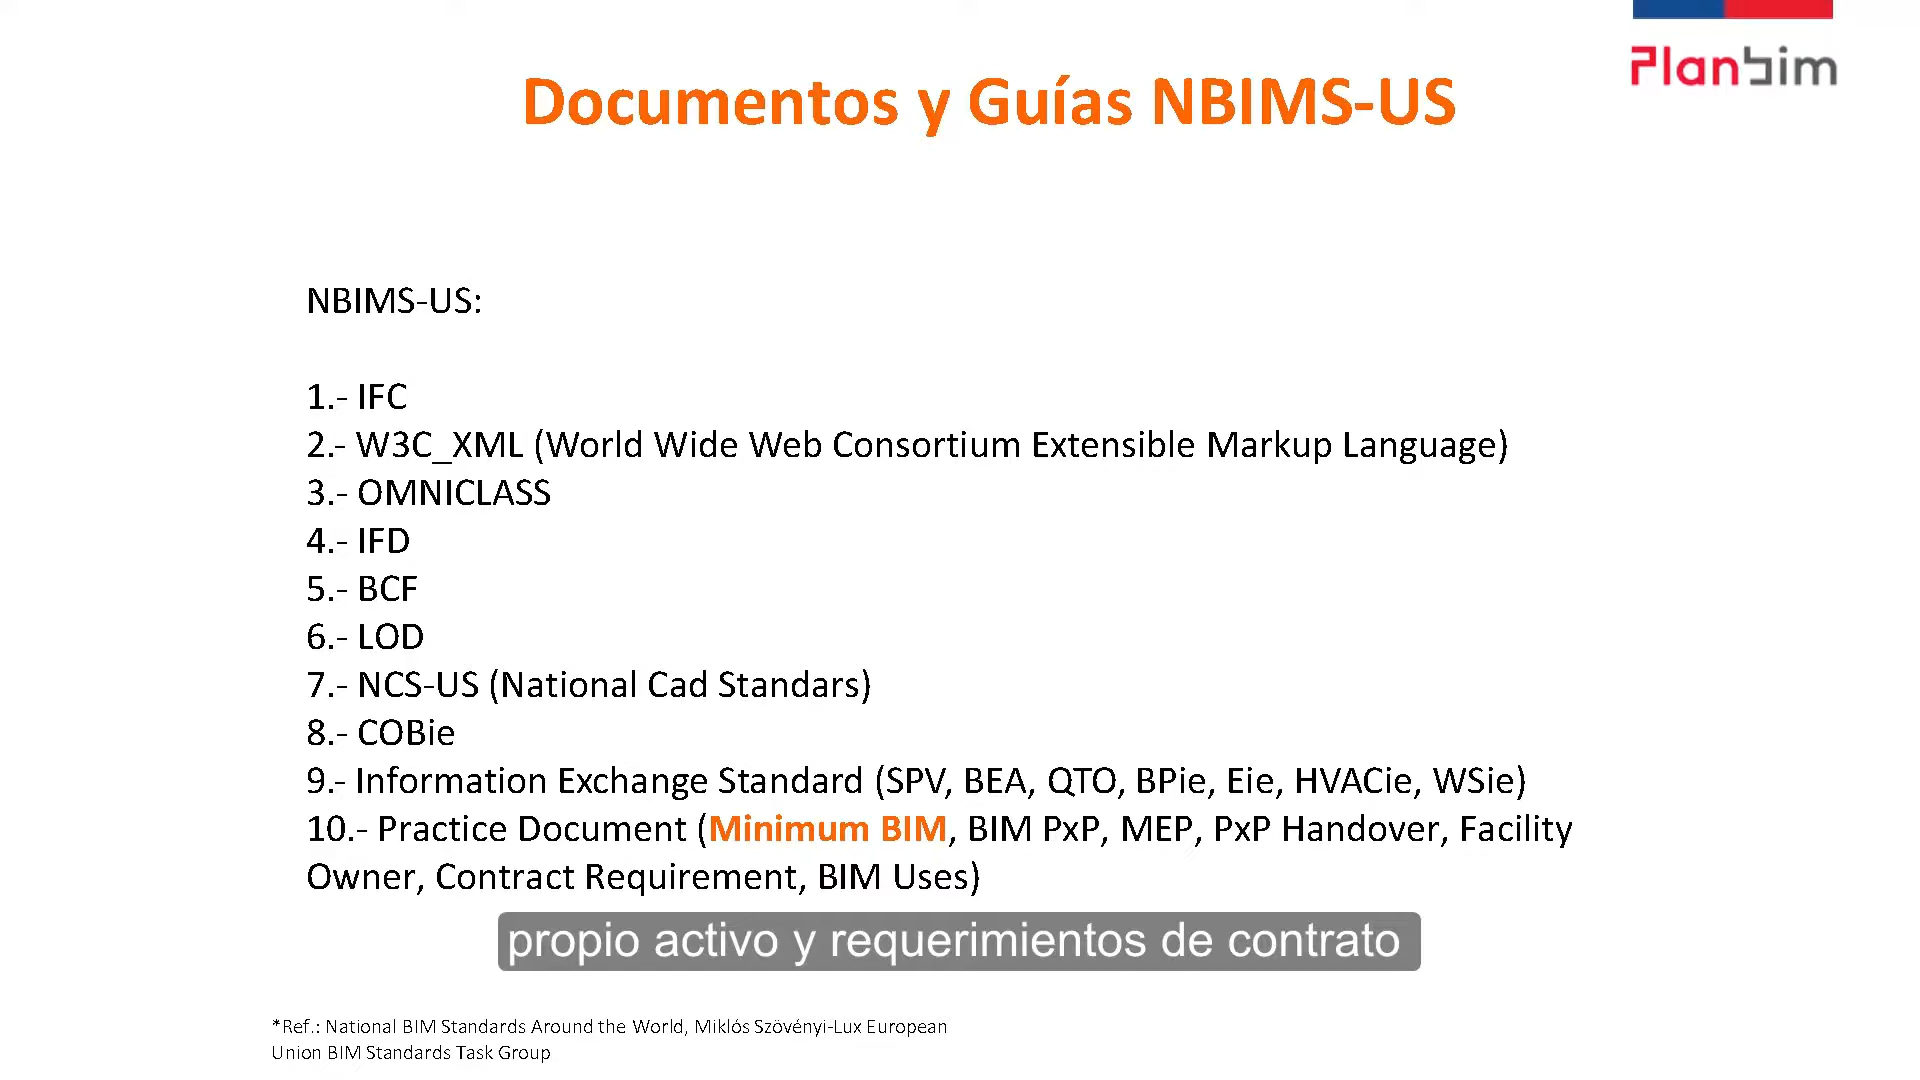 Planbim
Documentos y Guías NBIMS-US
NBIMS-US:
1.- IFC
2.- W3C_XML (World Wide Web Consortium Extensible Markup Language)
3.- OMNICLASS
4.- IFD
5.- BCF
6.- LOD
7.- NCS-US (National Cad Standars)
8.- COBie
9.- Information Exchange Standard (SPV, BEA, QTO, BPie, Eie, HVACie, WSie)
10.- Practice Document (Minimum BIM, BIM PxP, MEP, PxP Handover, Facility
Owner, Contract Requirement, BIM Uses)
propio activo y requerimientos de contrato
*Ref.: National BIM Standards Around the World, Miklós Szövényi-Lux European
Union BIM Standards Task Group